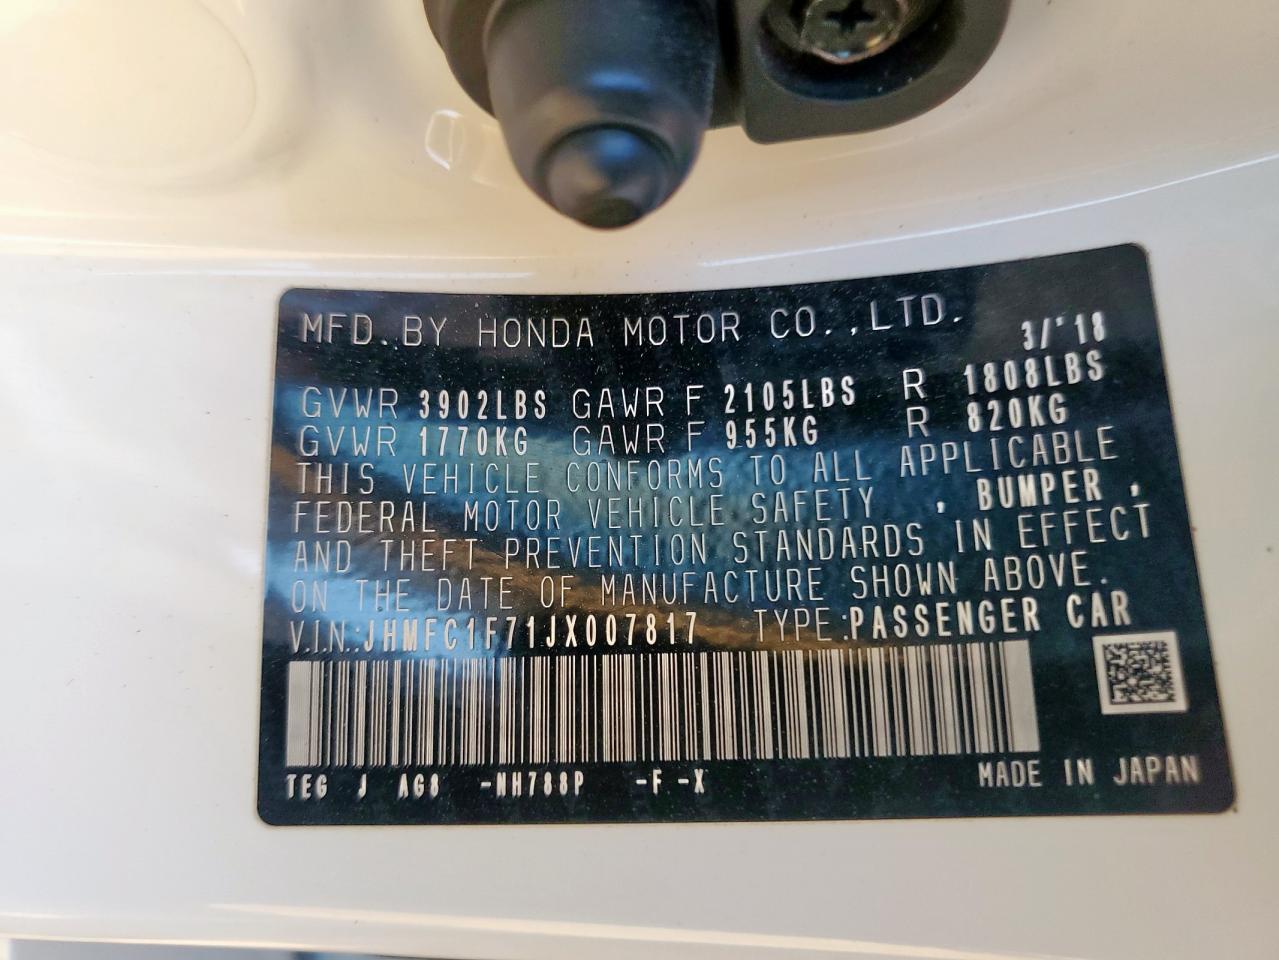 MFD. BY HONDA MOTOR CO.,LTD. 3/'18
GVWR 3902LBS GAWR F 2105LBS R 1808LBS
GVWR 1770KG GAWR F 955KG R 820KG
THIS VEHICLE CONFORMS TO ALL APPLICABLE
FEDERAL MOTOR VEHICLE SAFETY , BUMPER ,
AND THEFT PREVENTION STANDARDS IN EFFECT
ON THE DATE OF MANUFACTURE SHOWN ABOVE.
V.I.N.:JHMFC1F71JX007817 TYPE:PASSENGER CAR
TEG J AG8 -NH788P -F -X MADE IN JAPAN